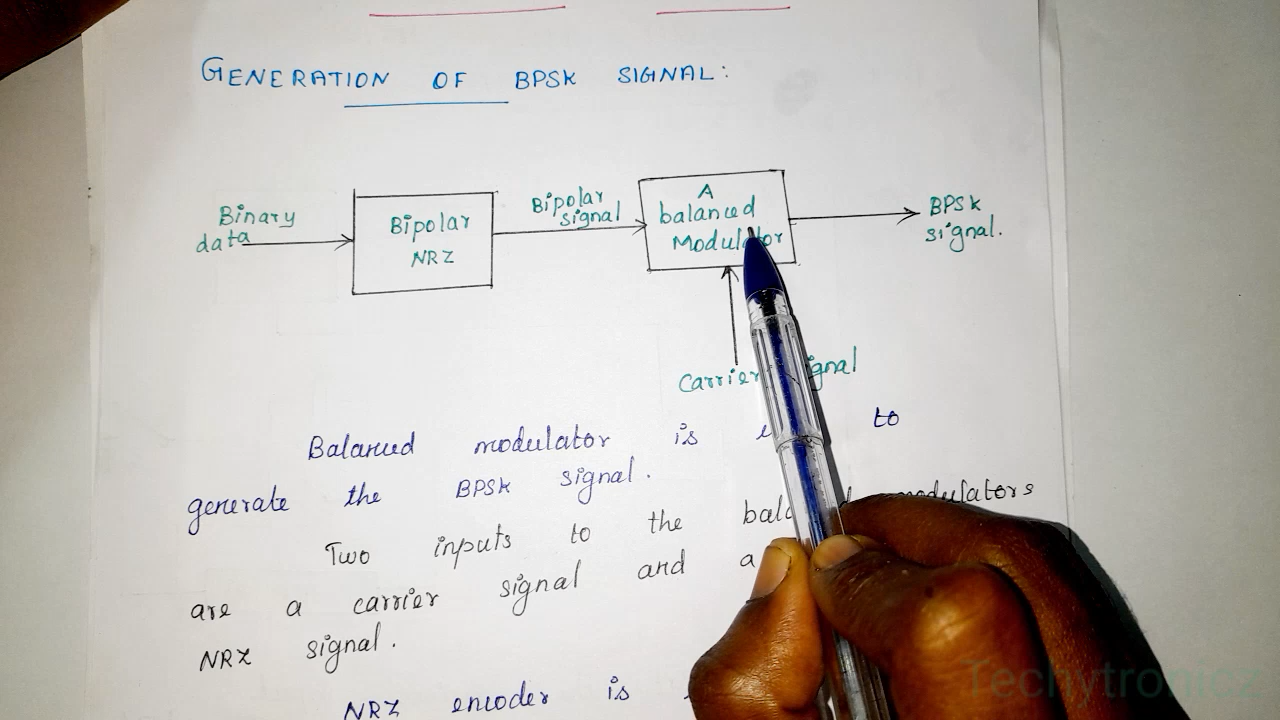 GENERATION OF BPSK SIGNAL:
Binary
data
Bipolar
NRZ
Bipolar
signal
A
balanced
Modulator
BPSK
signal.
Carrier
Balanced modulator is to
generate the BPSK signal.
Two inputs to the modulators
are a carrier signal and a
NRZ signal.
NRZ encoder is
Techytronicz